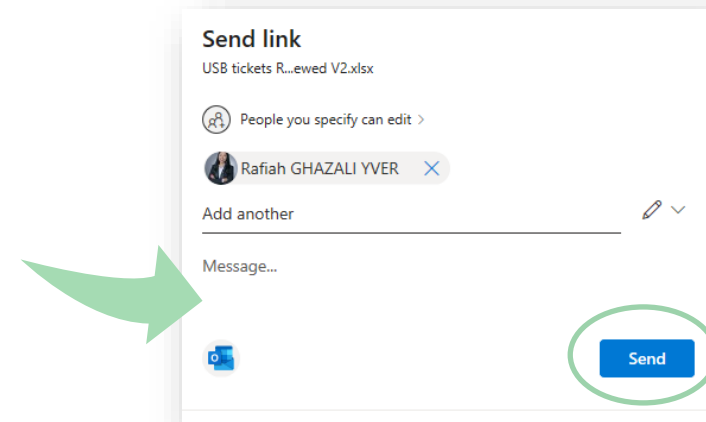 Send link
USB tickets R...ewed V2.xlsx
People you specify can edit >
Rafiah GHAZALI YVER
Add another
Message...
Send